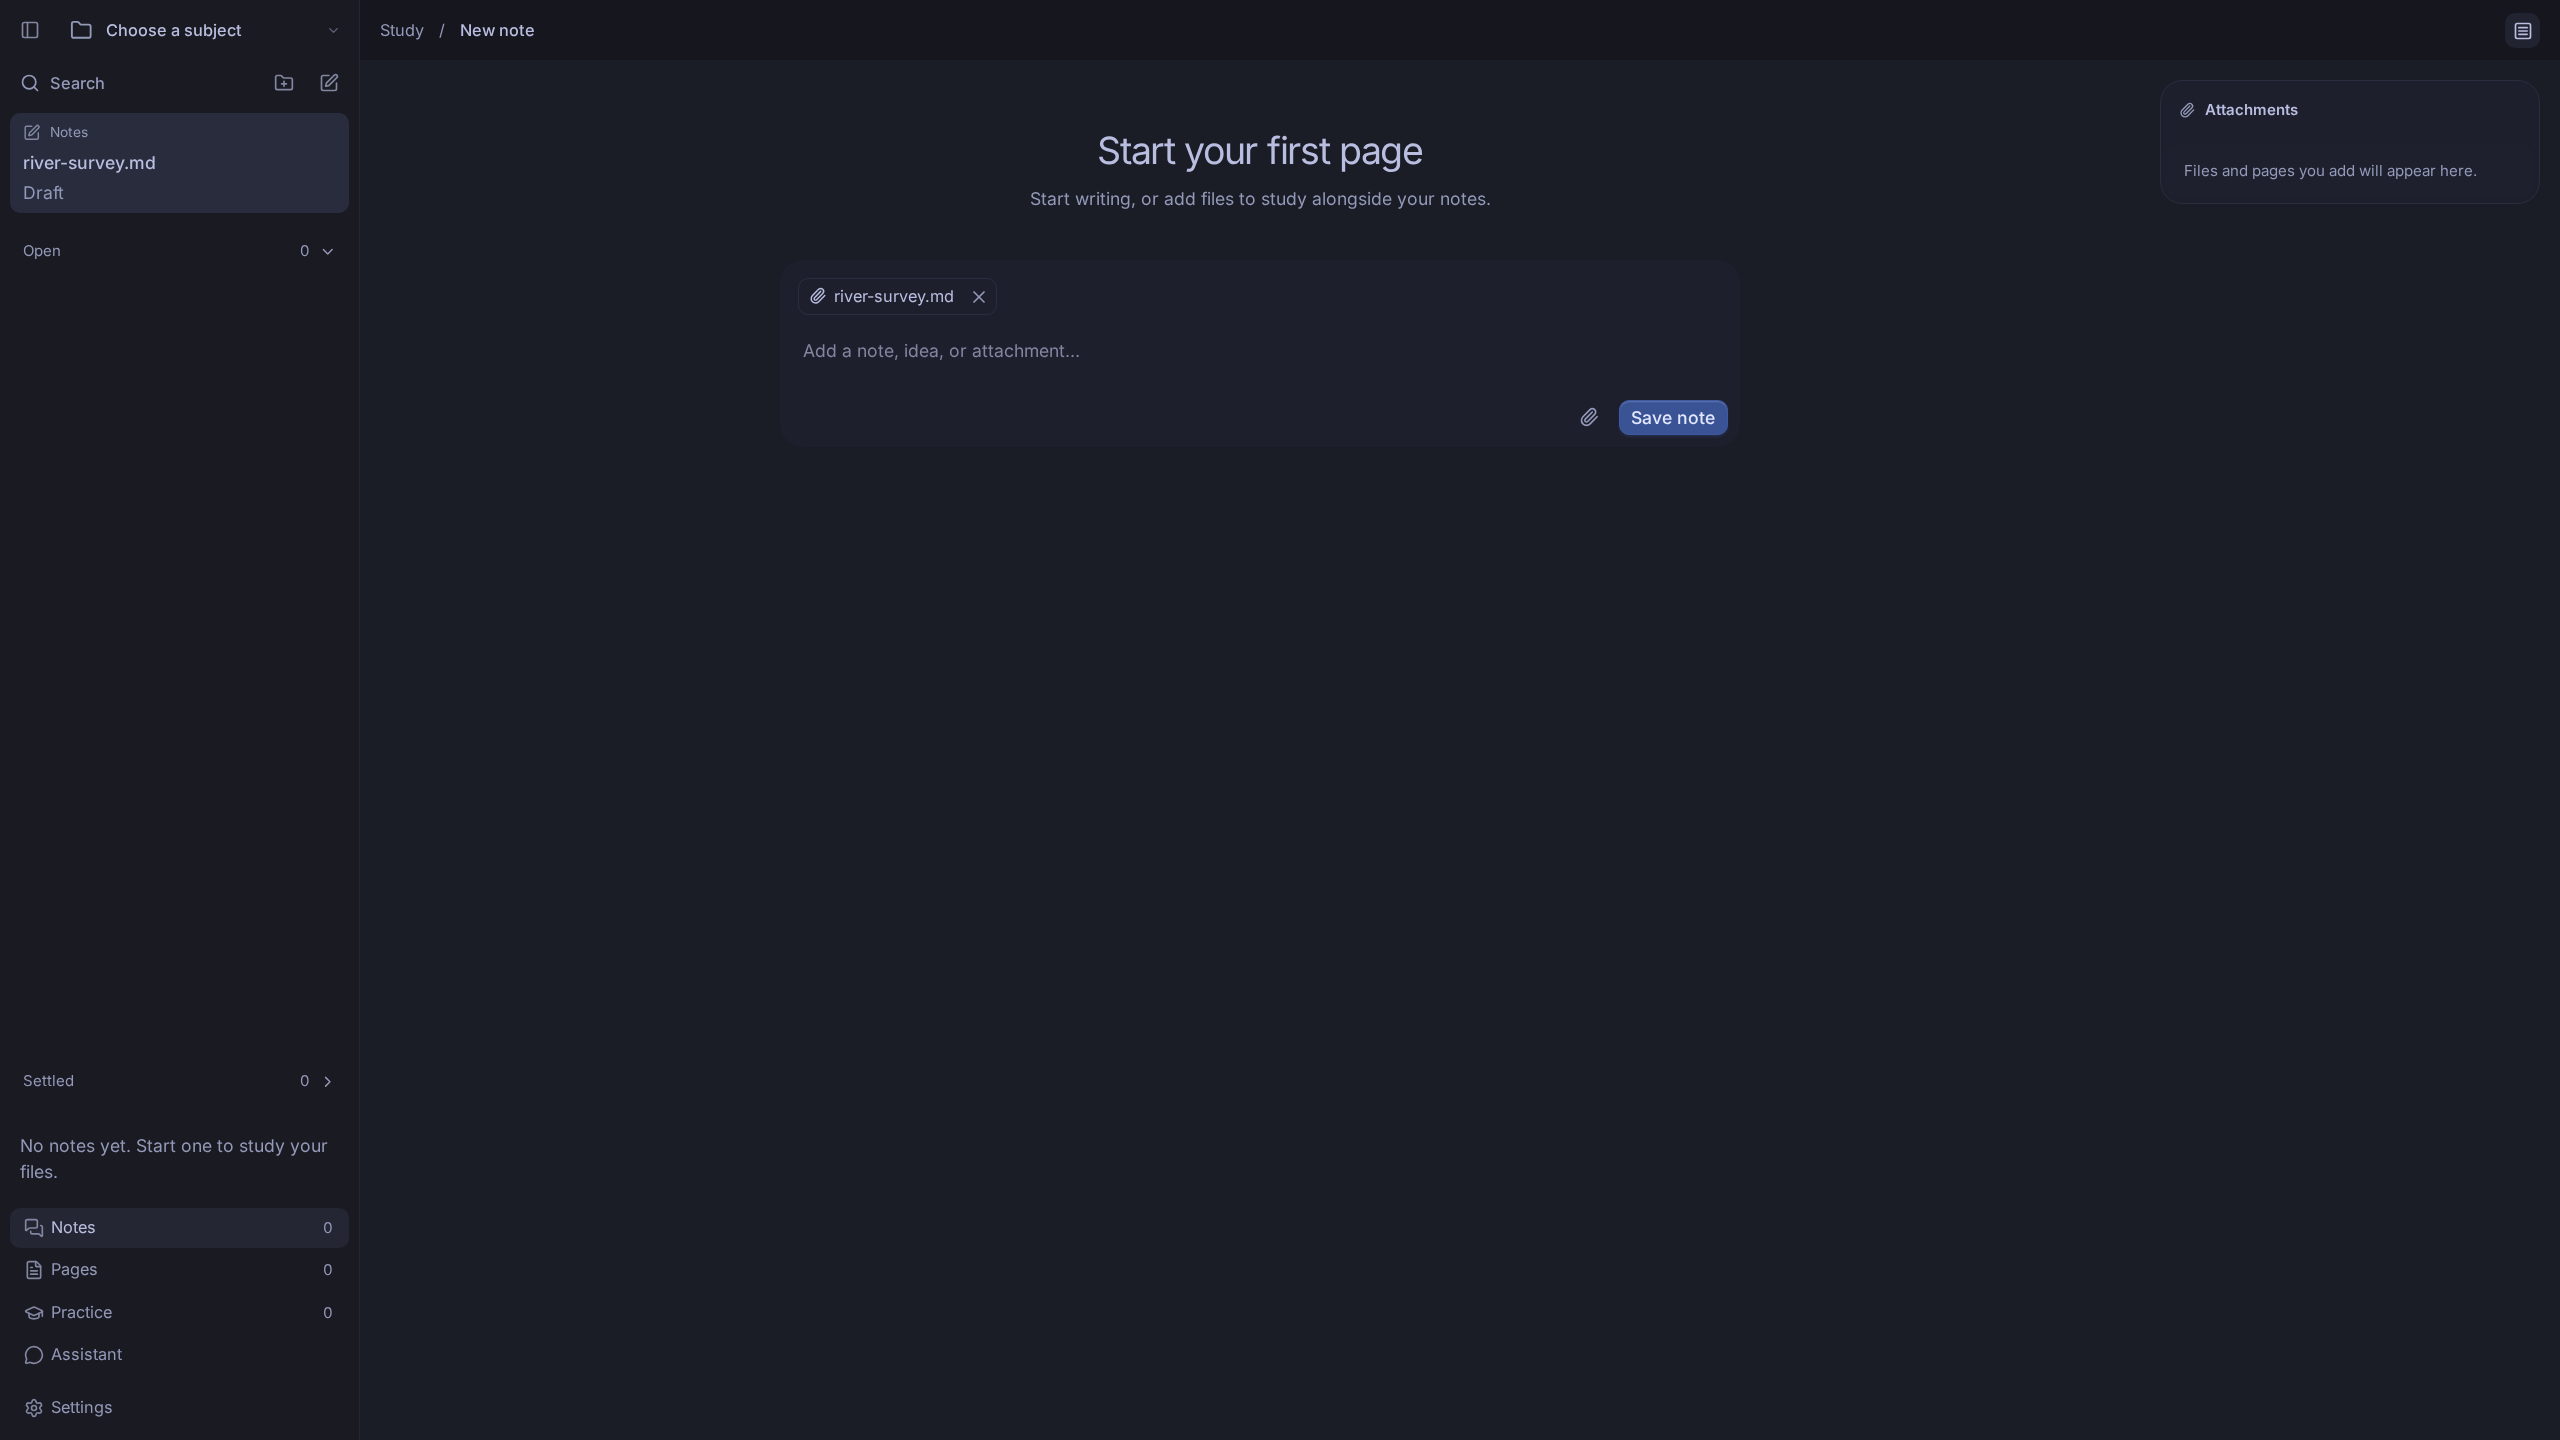 Choose a subject
Search
Notes
river-survey.md
Draft
Open 0
Settled 0
No notes yet. Start one to study your
files.
Notes 0
Pages 0
Practice 0
Assistant
Settings
Study / New note
Start your first page
Start writing, or add files to study alongside your notes.
river-survey.md
Add a note, idea, or attachment...
Save note
Attachments
Files and pages you add will appear here.